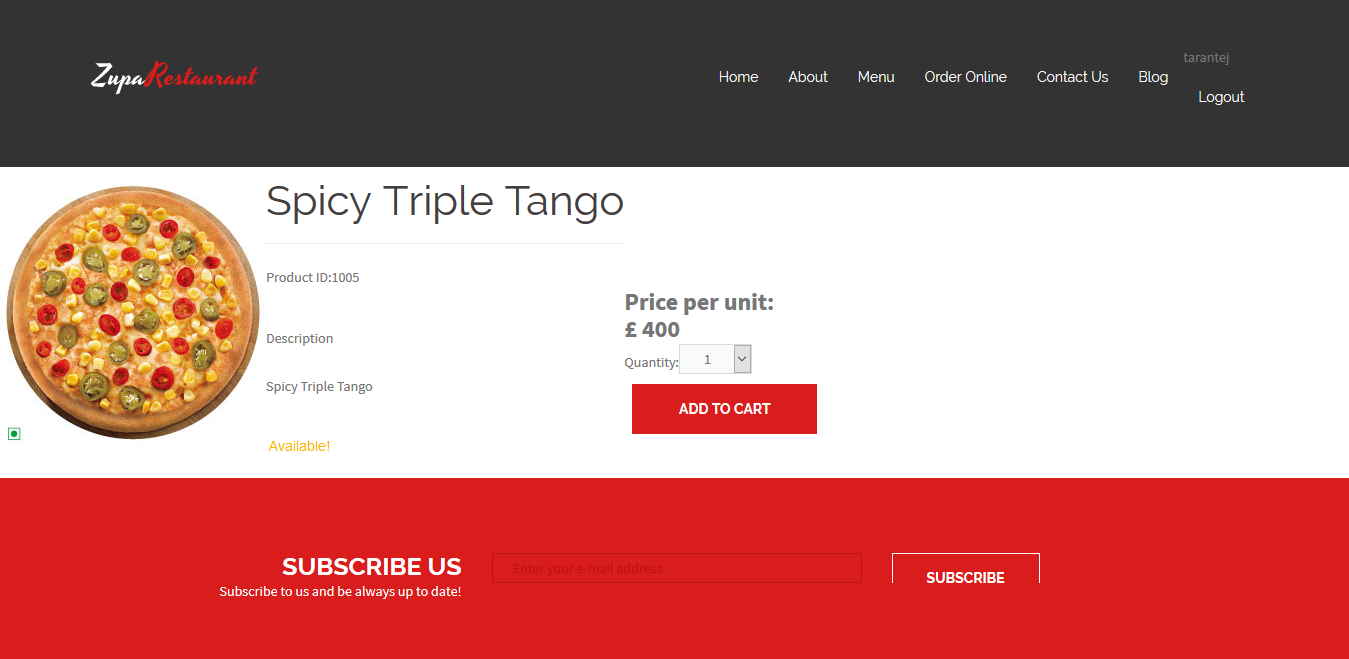 Zupa Restaurant
Home About Menu Order Online Contact Us Blog
tarantej
Logout
Spicy Triple Tango
Product ID:1005
Description
Spicy Triple Tango
Available!
Price per unit:
£ 400
Quantity: 1
ADD TO CART
SUBSCRIBE US
Subscribe to us and be always up to date!
Enter your e-mail address
SUBSCRIBE